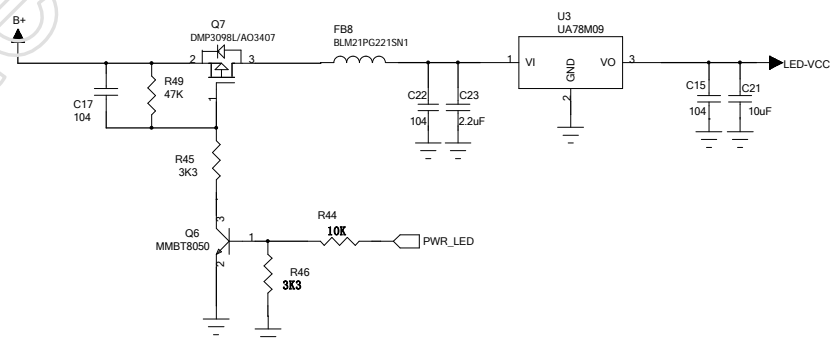 B+
Q7
DMP3098L/AO3407
2
3
1
C17
104
R49
47K
FB8
BLM21PG221SN1
U3
UA78M09
1
VI
GND
VO
3
2
LED-VCC
C22
104
C23
2.2uF
C15
104
C21
10uF
R45
3K3
3
Q6
MMBT8050
1
2
R44
10K
PWR_LED
R46
3K3